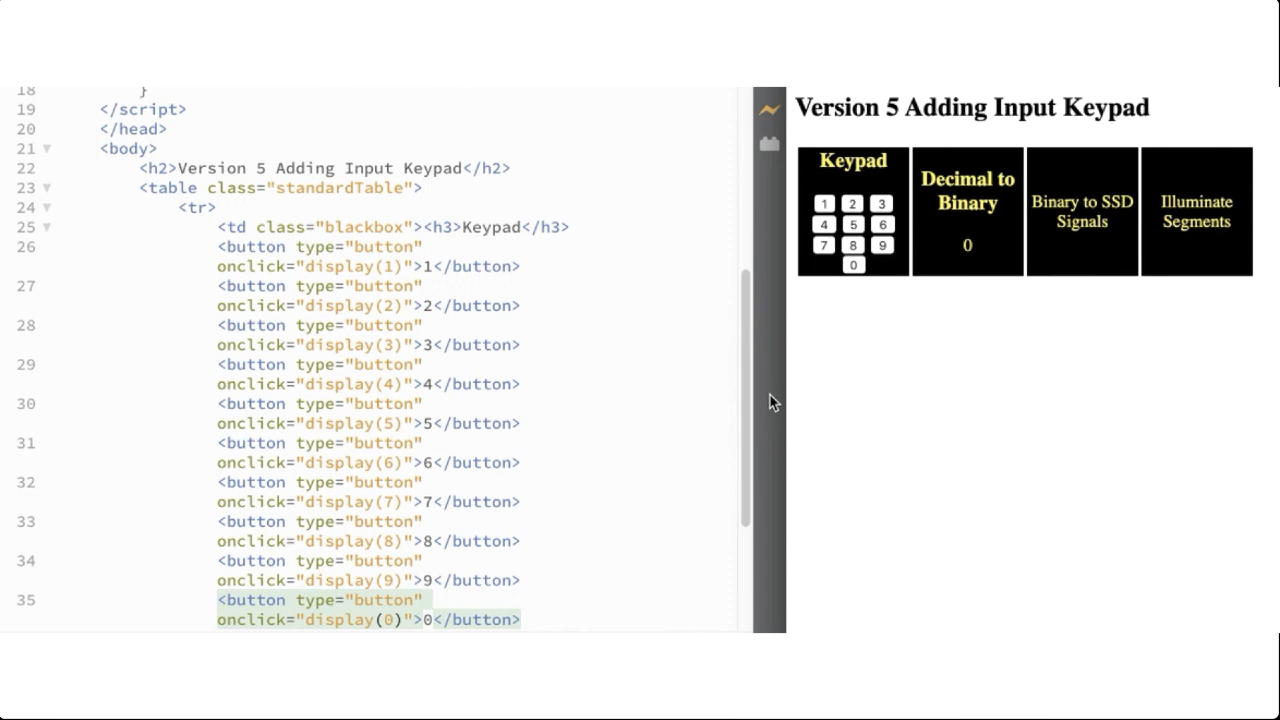 18 }
19 </script>
20 </head>
21 <body>
22 <h2>Version 5 Adding Input Keypad</h2>
23 <table class="standardTable">
24 <tr>
25 <td class="blackbox"><h3>Keypad</h3>
26 <button type="button"
onclick="display(1)">1</button>
27 <button type="button"
onclick="display(2)">2</button>
28 <button type="button"
onclick="display(3)">3</button>
29 <button type="button"
onclick="display(4)">4</button>
30 <button type="button"
onclick="display(5)">5</button>
31 <button type="button"
onclick="display(6)">6</button>
32 <button type="button"
onclick="display(7)">7</button>
33 <button type="button"
onclick="display(8)">8</button>
34 <button type="button"
onclick="display(9)">9</button>
35 <button type="button"
onclick="display(0)">0</button>
Version 5 Adding Input Keypad
Keypad
1 2 3
4 5 6
7 8 9
0
Decimal to
Binary
0
Binary to SSD
Signals
Illuminate
Segments